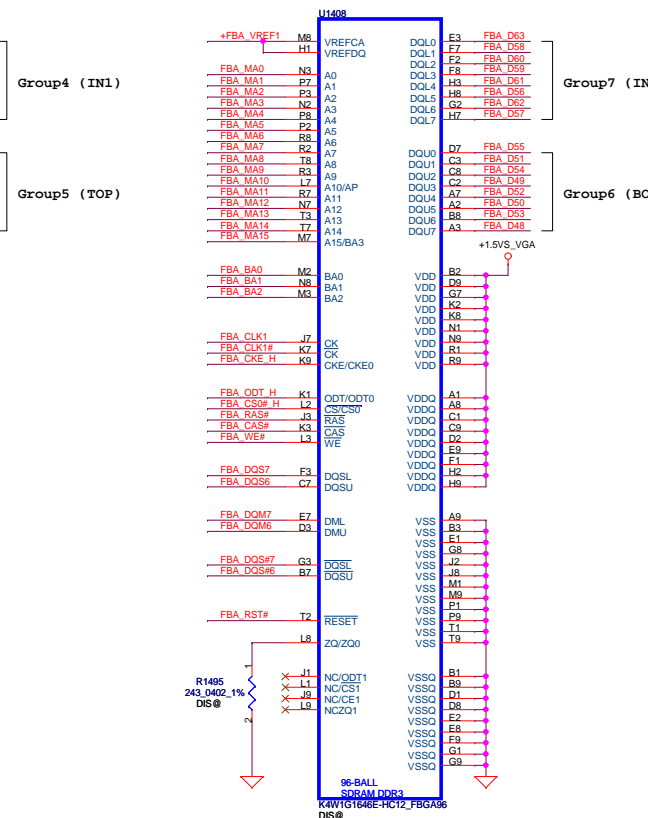 U1408
+FBA_VREF1 M8 VREFCA DQL0 E3 FBA_D63
H1 VREFDQ DQL1 F7 FBA_D58
DQL2 F2 FBA_D60
FBA_MA0 N3 A0 DQL3 F8 FBA_D59
FBA_MA1 P7 A1 DQL4 H3 FBA_D61
Group4 (IN1) FBA_MA2 P3 A2 DQL5 H8 FBA_D56 Group7 (IN
FBA_MA3 N2 A3 DQL6 G2 FBA_D62
FBA_MA4 P8 A4 DQL7 H7 FBA_D57
FBA_MA5 P2 A5
FBA_MA6 R8 A6
FBA_MA7 R2 A7 DQU0 D7 FBA_D55
FBA_MA8 T8 A8 DQU1 C3 FBA_D51
FBA_MA9 R3 A9 DQU2 C8 FBA_D54
FBA_MA10 L7 A10/AP DQU3 C2 FBA_D49
Group5 (TOP) FBA_MA11 R7 A11 DQU4 A7 FBA_D52 Group6 (BO
FBA_MA12 N7 A12 DQU5 A2 FBA_D50
FBA_MA13 T3 A13 DQU6 B8 FBA_D53
FBA_MA14 T7 A14 DQU7 A3 FBA_D48
FBA_MA15 M7 A15/BA3
+1.5VS_VGA
FBA_BA0 M2 BA0 VDD B2
FBA_BA1 N8 BA1 VDD D9
FBA_BA2 M3 BA2 VDD G7
VDD K2
VDD K8
VDD N1
FBA_CLK1 J7 CK VDD N9
FBA_CLK1# K7 CK VDD R1
FBA_CKE_H K9 CKE/CKE0 VDD R9
FBA_ODT_H K1 ODT/ODT0 VDDQ A1
FBA_CS0#_H L2 CS/CS0 VDDQ A8
FBA_RAS# J3 RAS VDDQ C1
FBA_CAS# K3 CAS VDDQ C9
FBA_WE# L3 WE VDDQ D2
VDDQ E9
VDDQ F1
FBA_DQS7 F3 DQSL VDDQ H2
FBA_DQS6 C7 DQSU VDDQ H9
FBA_DQM7 E7 DML VSS A9
FBA_DQM6 D3 DMU VSS B3
VSS E1
VSS G8
FBA_DQS#7 G3 DQSL VSS J2
FBA_DQS#6 B7 DQSU VSS J8
VSS M1
VSS M9
VSS P1
FBA_RST# T2 RESET VSS P9
VSS T1
L8 ZQ/ZQ0 VSS T9
1
J1 NC/ODT1 VSSQ B1
R1495 L1 NC/CS1 VSSQ B9
243_0402_1% J9 NC/CE1 VSSQ D1
DIS@ L9 NCZQ1 VSSQ D8
2 VSSQ E2
VSSQ E8
VSSQ F9
VSSQ G1
VSSQ G9
96-BALL
SDRAM DDR3
K4W1G1646E-HC12_FBGA96
DIS@